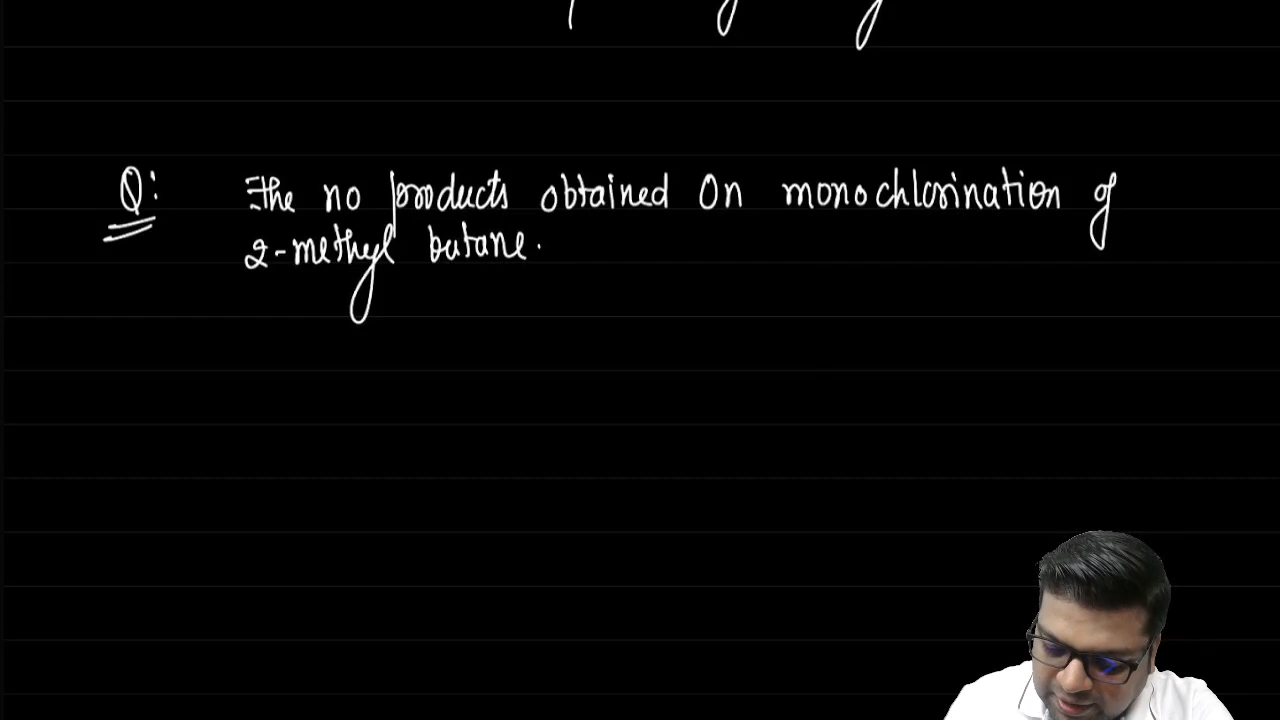 Q: The no products obtained On monochlorination of
2-methyl butane.